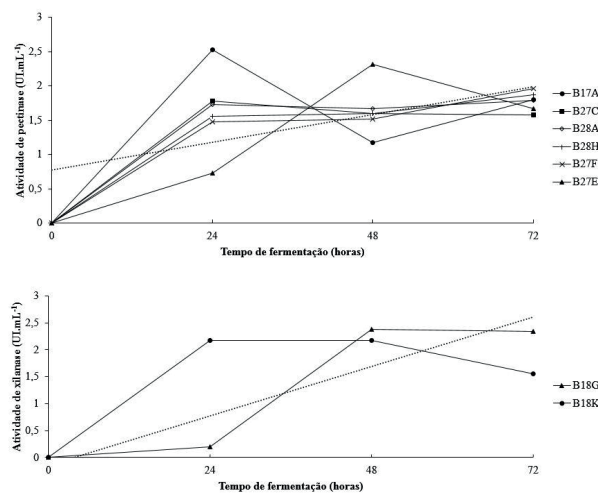 Atividade de pectinase (UI.mL-1)
3
2,5
2
1,5
1
0,5
0
0
24
48
72
Tempo de fermentação (horas)
B17A
B27C
B28A
B28H
B27F
B27E
Atividade de xilanase (UI.mL-1)
3
2,5
2
1,5
1
0,5
0
0
24
48
72
Tempo de fermentação (horas)
B18G
B18K